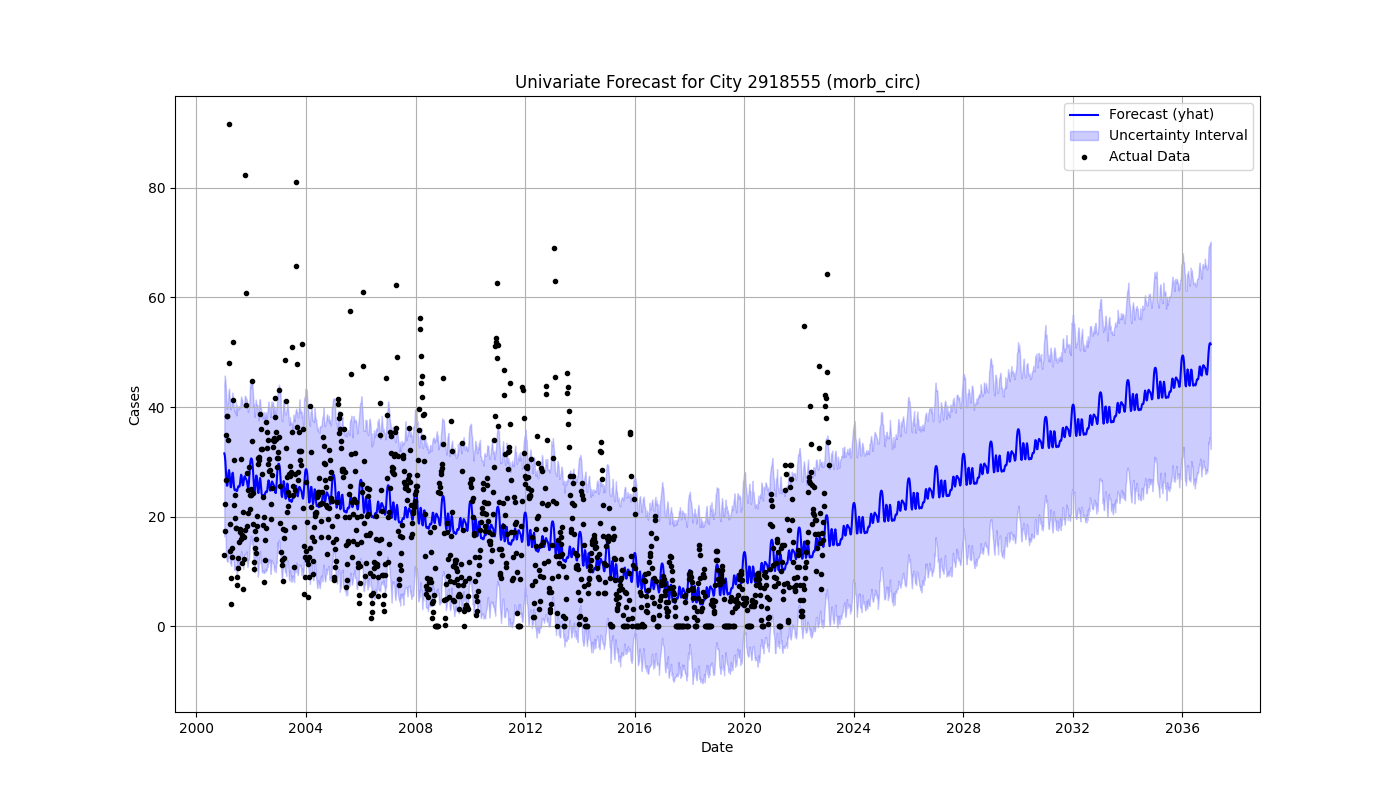 Univariate Forecast for City 2918555 (morb_circ)
Forecast (yhat)
Uncertainty Interval
Actual Data
Cases
80
60
40
20
0
2000 2004 2008 2012 2016 2020 2024 2028 2032 2036
Date